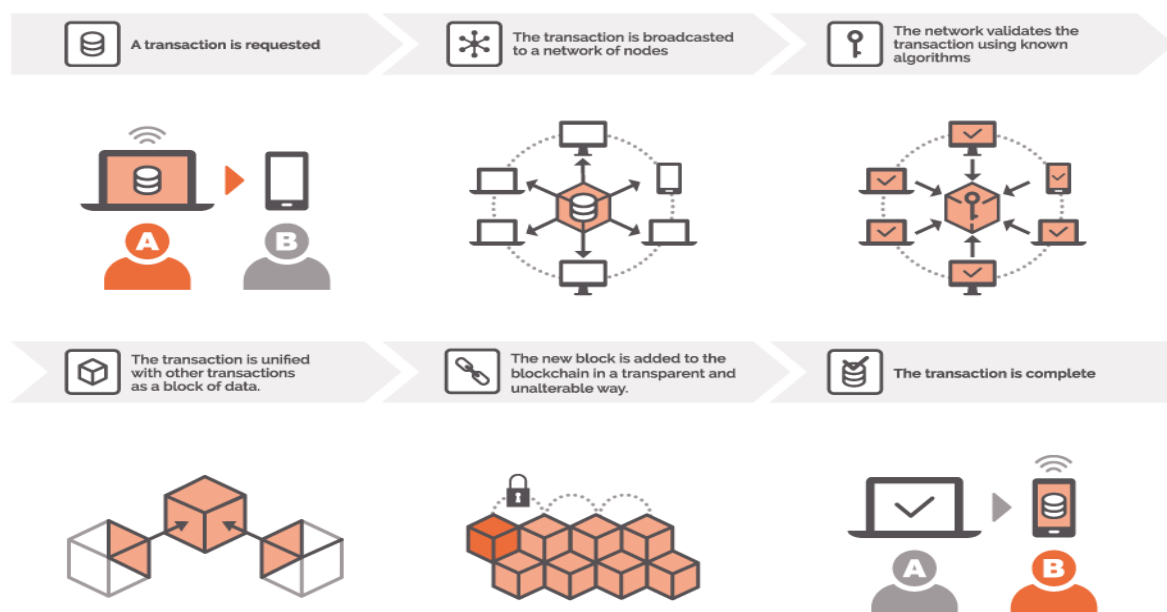 A transaction is requested
The transaction is broadcasted
to a network of nodes
The network validates the
transaction using known
algorithms
A
B
The transaction is unified
with other transactions
as a block of data.
The new block is added to the
blockchain in a transparent and
unalterable way.
The transaction is complete
A
B